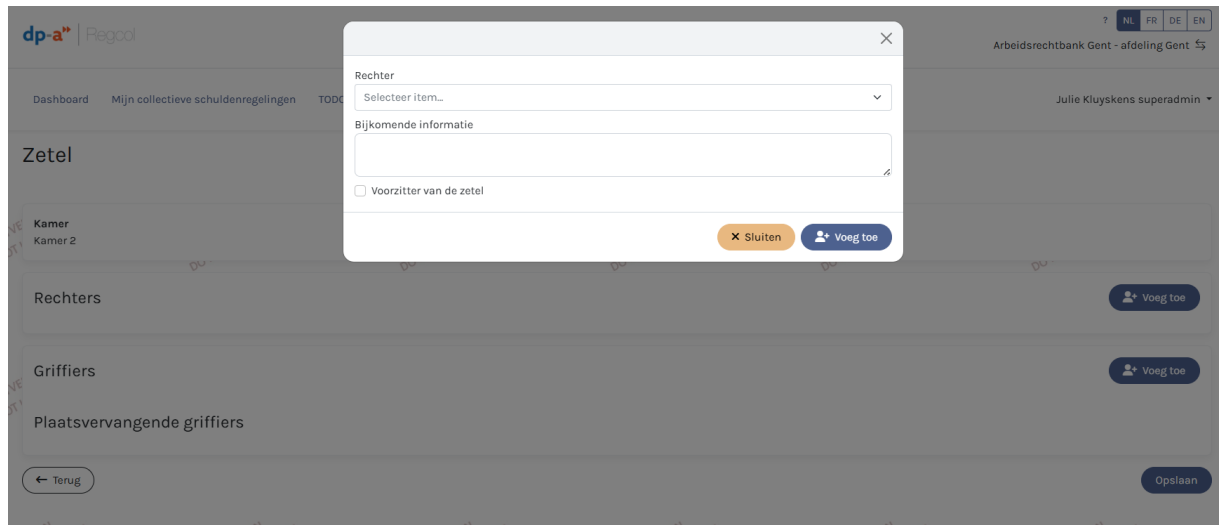 dp-a
Regcol
? NL FR DE EN
Arbeidsrechtbank Gent - afdeling Gent
Dashboard Mijn collectieve schuldenregelingen TODO
Julie Kluyskens superadmin
Rechter
Selecteer item...
Bijkomende informatie
Voorzitter van de zetel
Sluiten Voeg toe
Zetel
Kamer
Kamer 2
Rechters
Voeg toe
Griffiers
Voeg toe
Plaatsvervangende griffiers
Terug
Opslaan